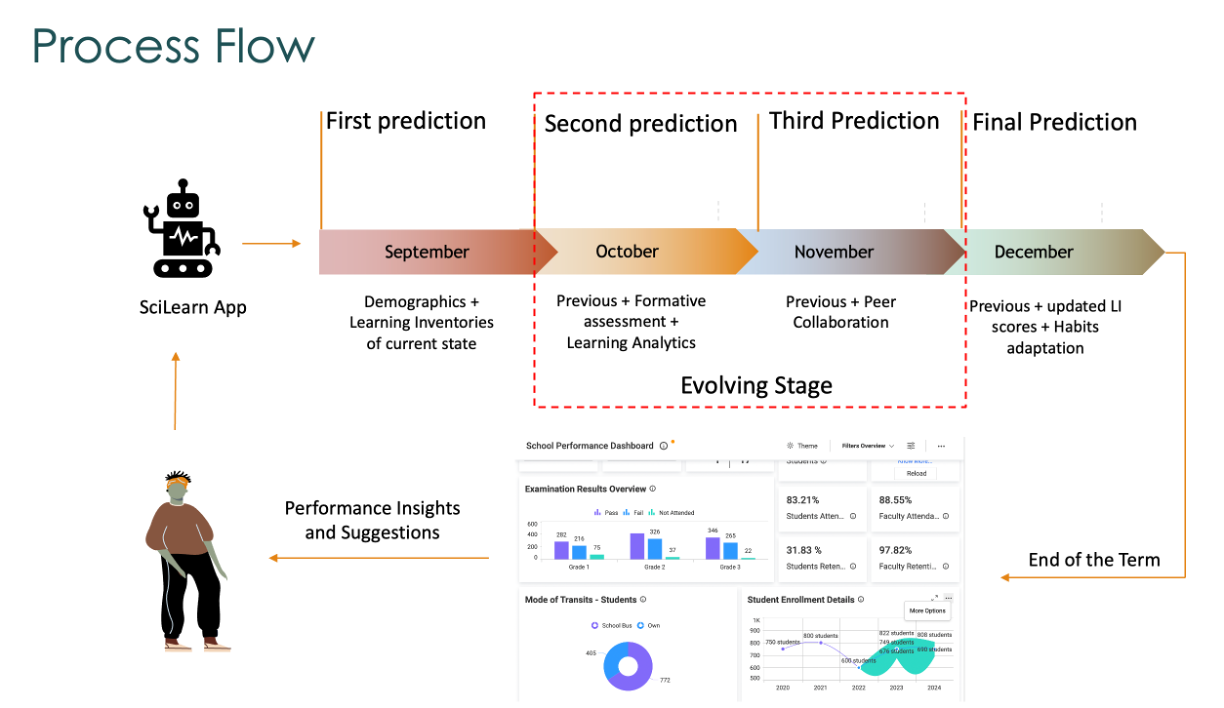 Process Flow
First prediction
Second prediction
Third Prediction
Final Prediction
September
October
November
December
SciLearn App
Demographics +
Learning Inventories
of current state
Previous + Formative
assessment +
Learning Analytics
Previous + Peer
Collaboration
Previous + updated LI
scores + Habits
adaptation
Evolving Stage
Performance Insights
and Suggestions
End of the Term
School Performance Dashboard
Theme
Filters Overview
...
Students
Reload
Examination Results Overview
Pass Fail Not Attended
600
400
200
0
282
216
75
326
37
346
265
22
Grade 1
Grade 2
Grade 3
83.21%
Students Atten...
88.55%
Faculty Attenda...
31.83 %
Students Reten...
97.82%
Faculty Retenti...
Mode of Transits - Students
School Bus Own
405
772
Student Enrollment Details
...
More Options
1K
900
800
700
600
500
750 students
800 students
600 students
822 students
749 students
676 students
808 students
690 students
2020
2021
2022
2023
2024